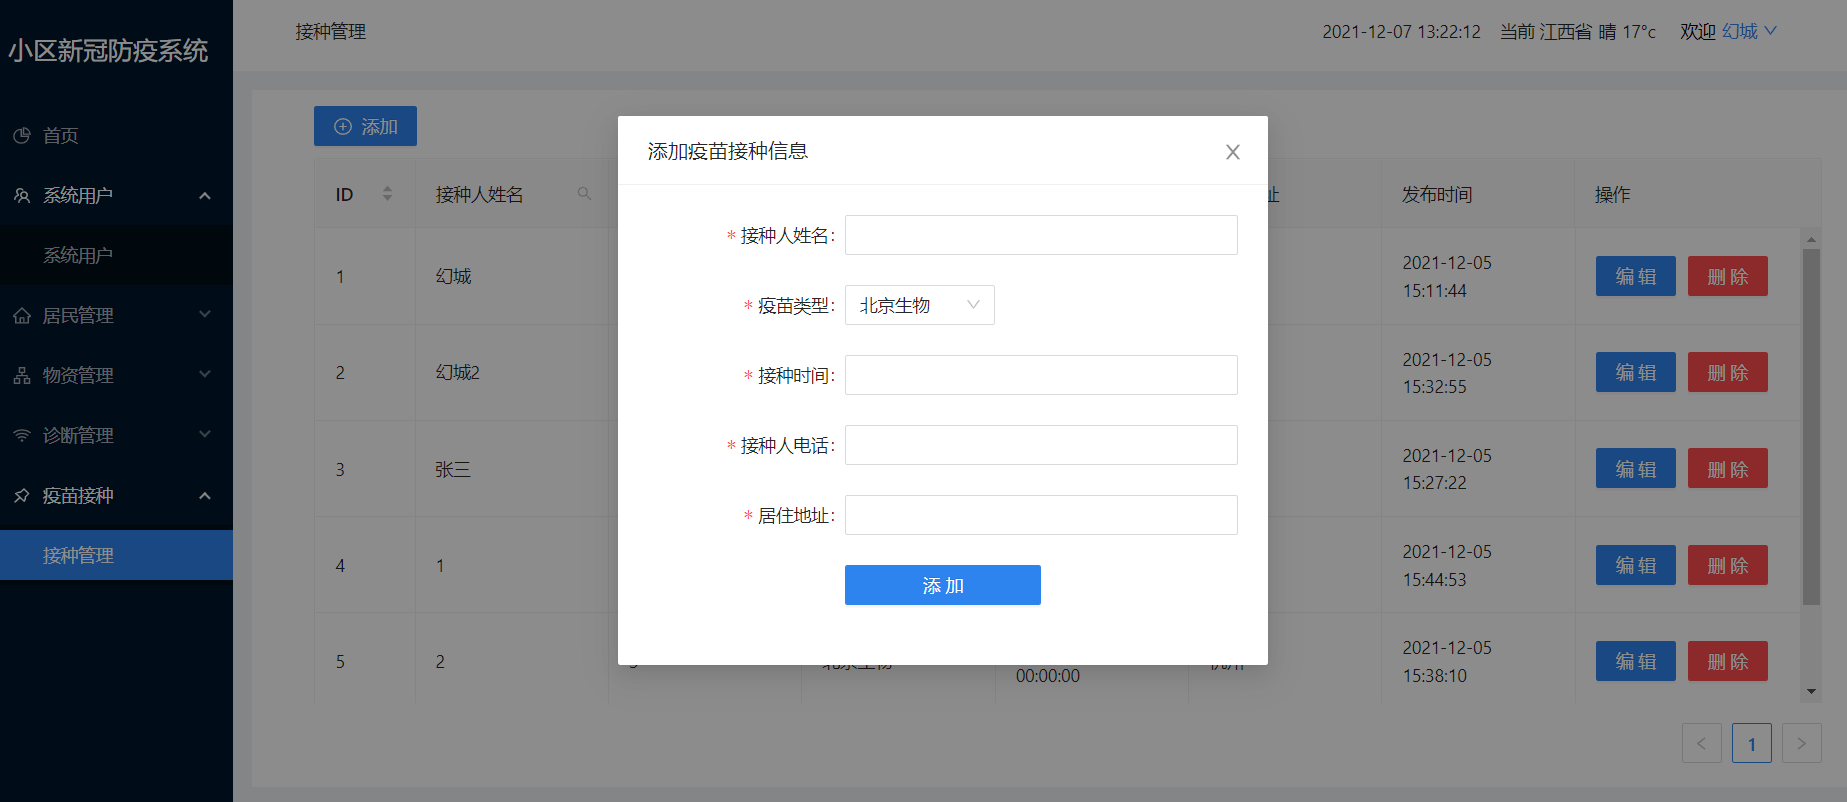 小区新冠防疫系统
首页
系统用户
系统用户
居民管理
物资管理
诊断管理
疫苗接种
接种管理
接种管理
2021-12-07 13:22:12 当前 江西省 晴 17°c 欢迎 幻城
添加
ID 接种人姓名 址 发布时间 操作
1 幻城 2021-12-05 15:11:44 编辑 删除
2 幻城2 2021-12-05 15:32:55 编辑 删除
3 张三 2021-12-05 15:27:22 编辑 删除
4 1 2021-12-05 15:44:53 编辑 删除
5 2 北京生物 00:00:00 2021-12-05 15:38:10 编辑 删除
1
添加疫苗接种信息
* 接种人姓名:
* 疫苗类型: 北京生物
* 接种时间:
* 接种人电话:
* 居住地址:
添加